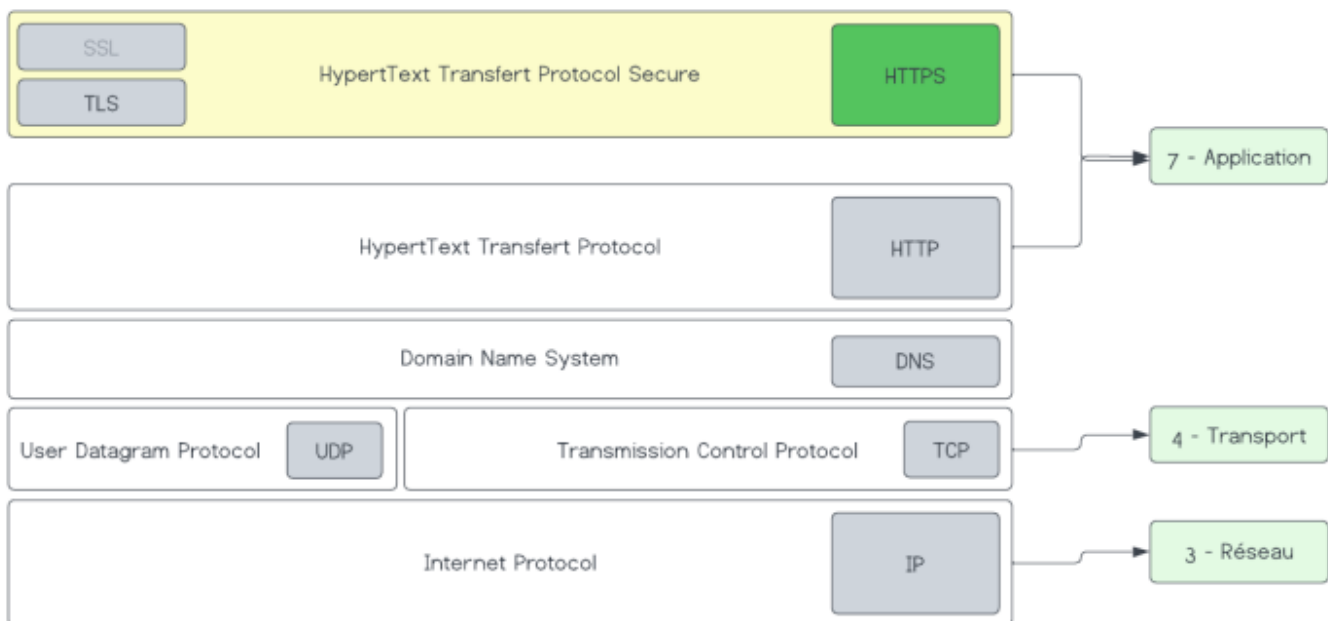 SSL
HypertText Transfert Protocol Secure
HTTPS
TLS
7 - Application
HypertText Transfert Protocol
HTTP
Domain Name System
DNS
User Datagram Protocol
UDP
Transmission Control Protocol
TCP
4 - Transport
Internet Protocol
IP
3 - Réseau